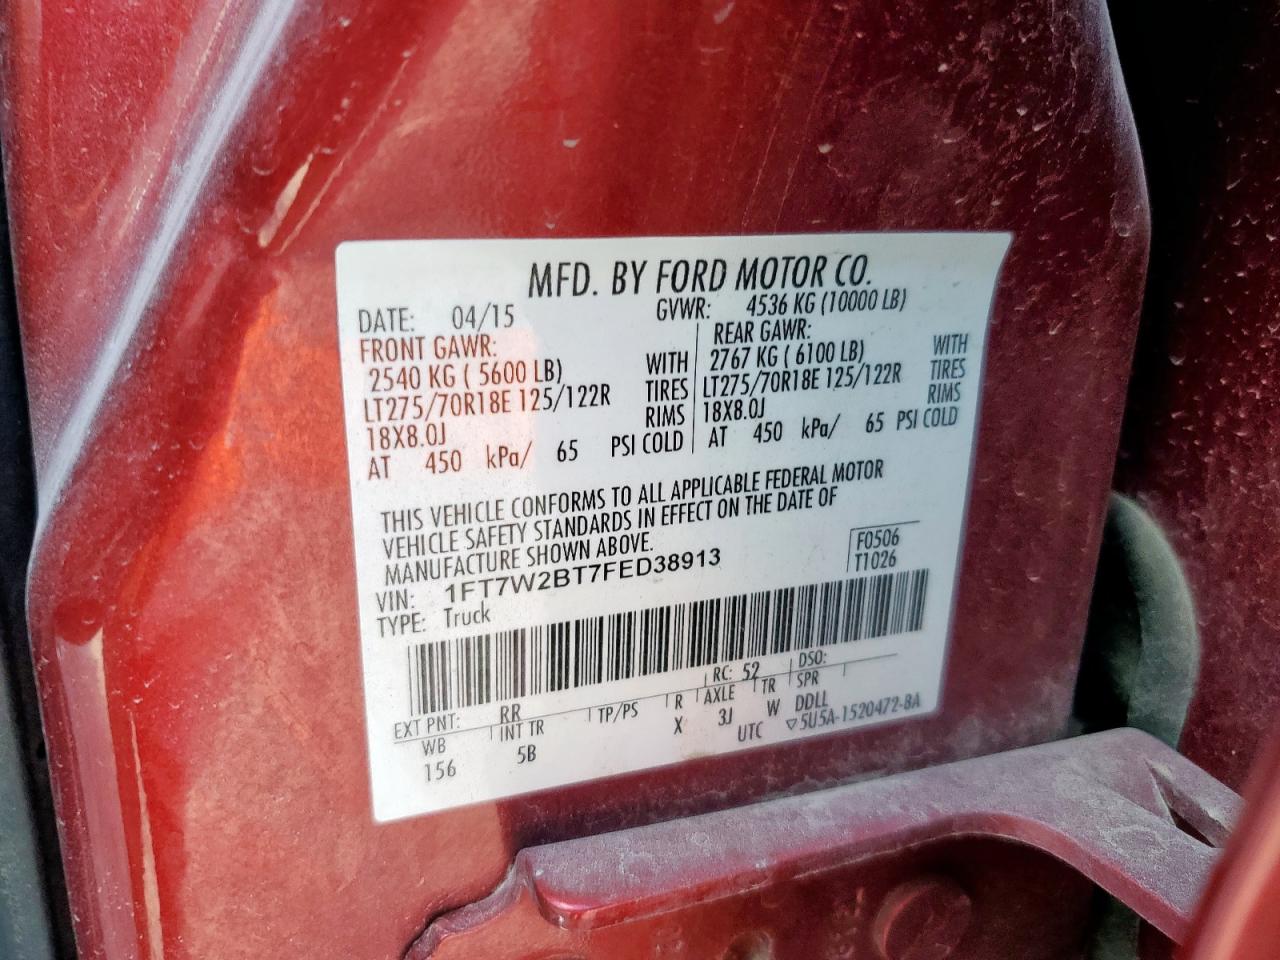 MFD. BY FORD MOTOR CO.
DATE: 04/15 GVWR: 4536 KG (10000 LB)
FRONT GAWR: REAR GAWR:
2540 KG ( 5600 LB) WITH 2767 KG ( 6100 LB) WITH
LT275/70R18E 125/122R TIRES LT275/70R18E 125/122R TIRES
18X8.0J RIMS 18X8.0J RIMS
AT 450 kPa/ 65 PSI COLD AT 450 kPa/ 65 PSI COLD
THIS VEHICLE CONFORMS TO ALL APPLICABLE FEDERAL MOTOR
VEHICLE SAFETY STANDARDS IN EFFECT ON THE DATE OF
MANUFACTURE SHOWN ABOVE.
F0506
T1026
VIN: 1FT7W2BT7FED38913
TYPE: Truck
EXT PNT: RR RC: 52 DSO:
WB INT TR TP/PS R AXLE TR SPR
156 5B X 3J W DDLL
UTC ▽5U5A-1520472-BA